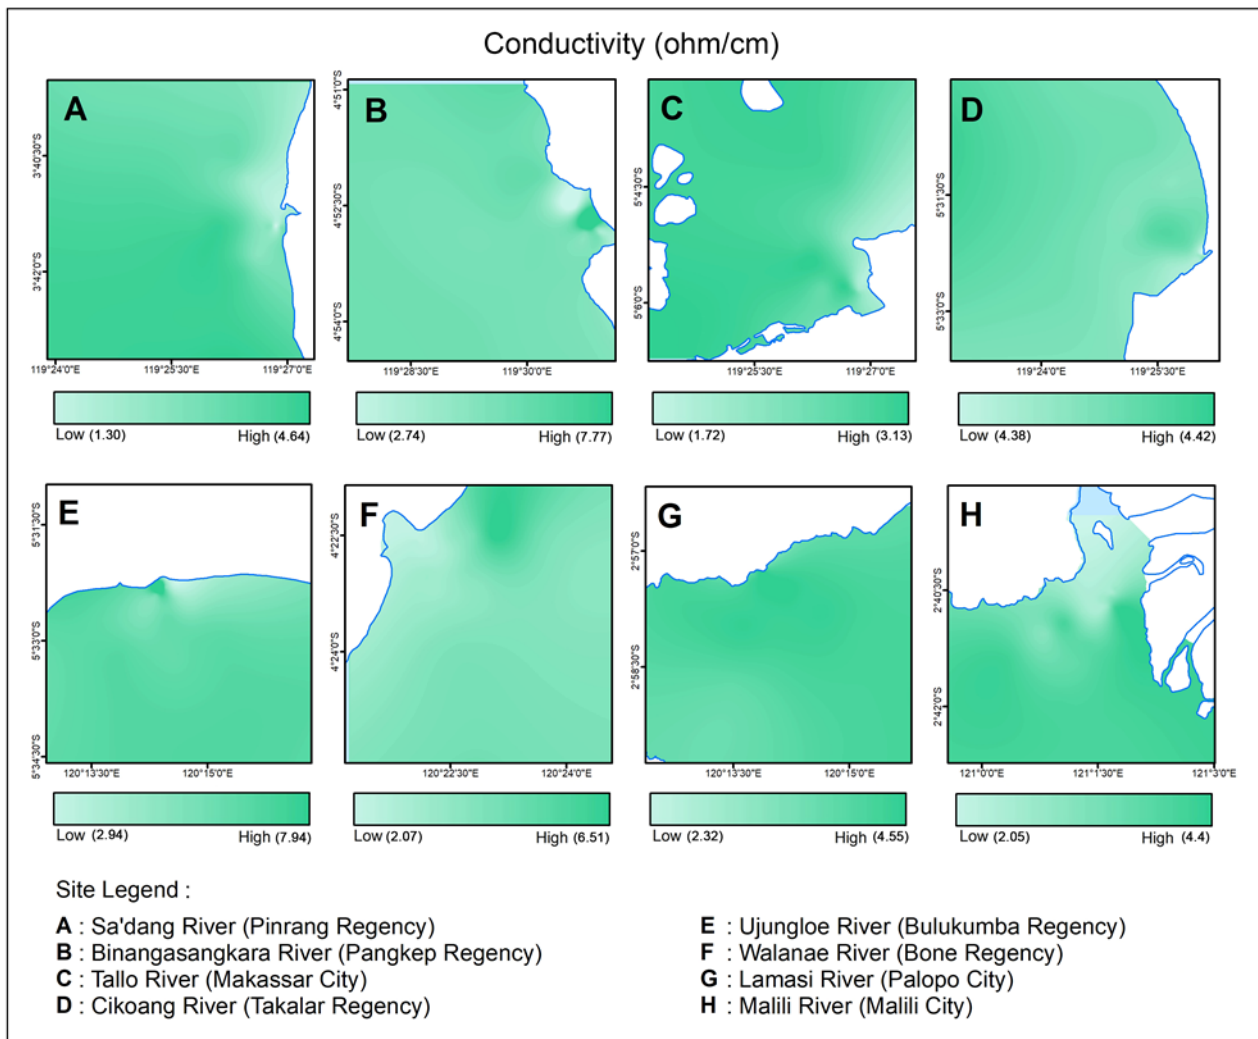 Conductivity (ohm/cm)
A
B
C
D
3°40'30"S
3°42'0"S
4°51'0"S
4°52'30"S
4°54'0"S
5°4'30"S
5°6'0"S
5°31'30"S
5°33'0"S
119°24'0"E 119°25'30"E 119°27'0"E
119°28'30"E 119°30'0"E
119°25'30"E 119°27'0"E
119°24'0"E 119°25'30"E
Low (1.30) High (4.64)
Low (2.74) High (7.77)
Low (1.72) High (3.13)
Low (4.38) High (4.42)
E
F
G
H
5°31'30"S
5°33'0"S
5°34'30"S
4°22'30"S
4°24'0"S
2°57'0"S
2°58'30"S
2°40'30"S
2°42'0"S
120°13'30"E 120°15'0"E
120°22'30"E 120°24'0"E
120°13'30"E 120°15'0"E
121°0'0"E 121°1'30"E 121°3'0"E
Low (2.94) High (7.94)
Low (2.07) High (6.51)
Low (2.32) High (4.55)
Low (2.05) High (4.4)
Site Legend :
A : Sa'dang River (Pinrang Regency)
B : Binangasangkara River (Pangkep Regency)
C : Tallo River (Makassar City)
D : Cikoang River (Takalar Regency)
E : Ujungloe River (Bulukumba Regency)
F : Walanae River (Bone Regency)
G : Lamasi River (Palopo City)
H : Malili River (Malili City)